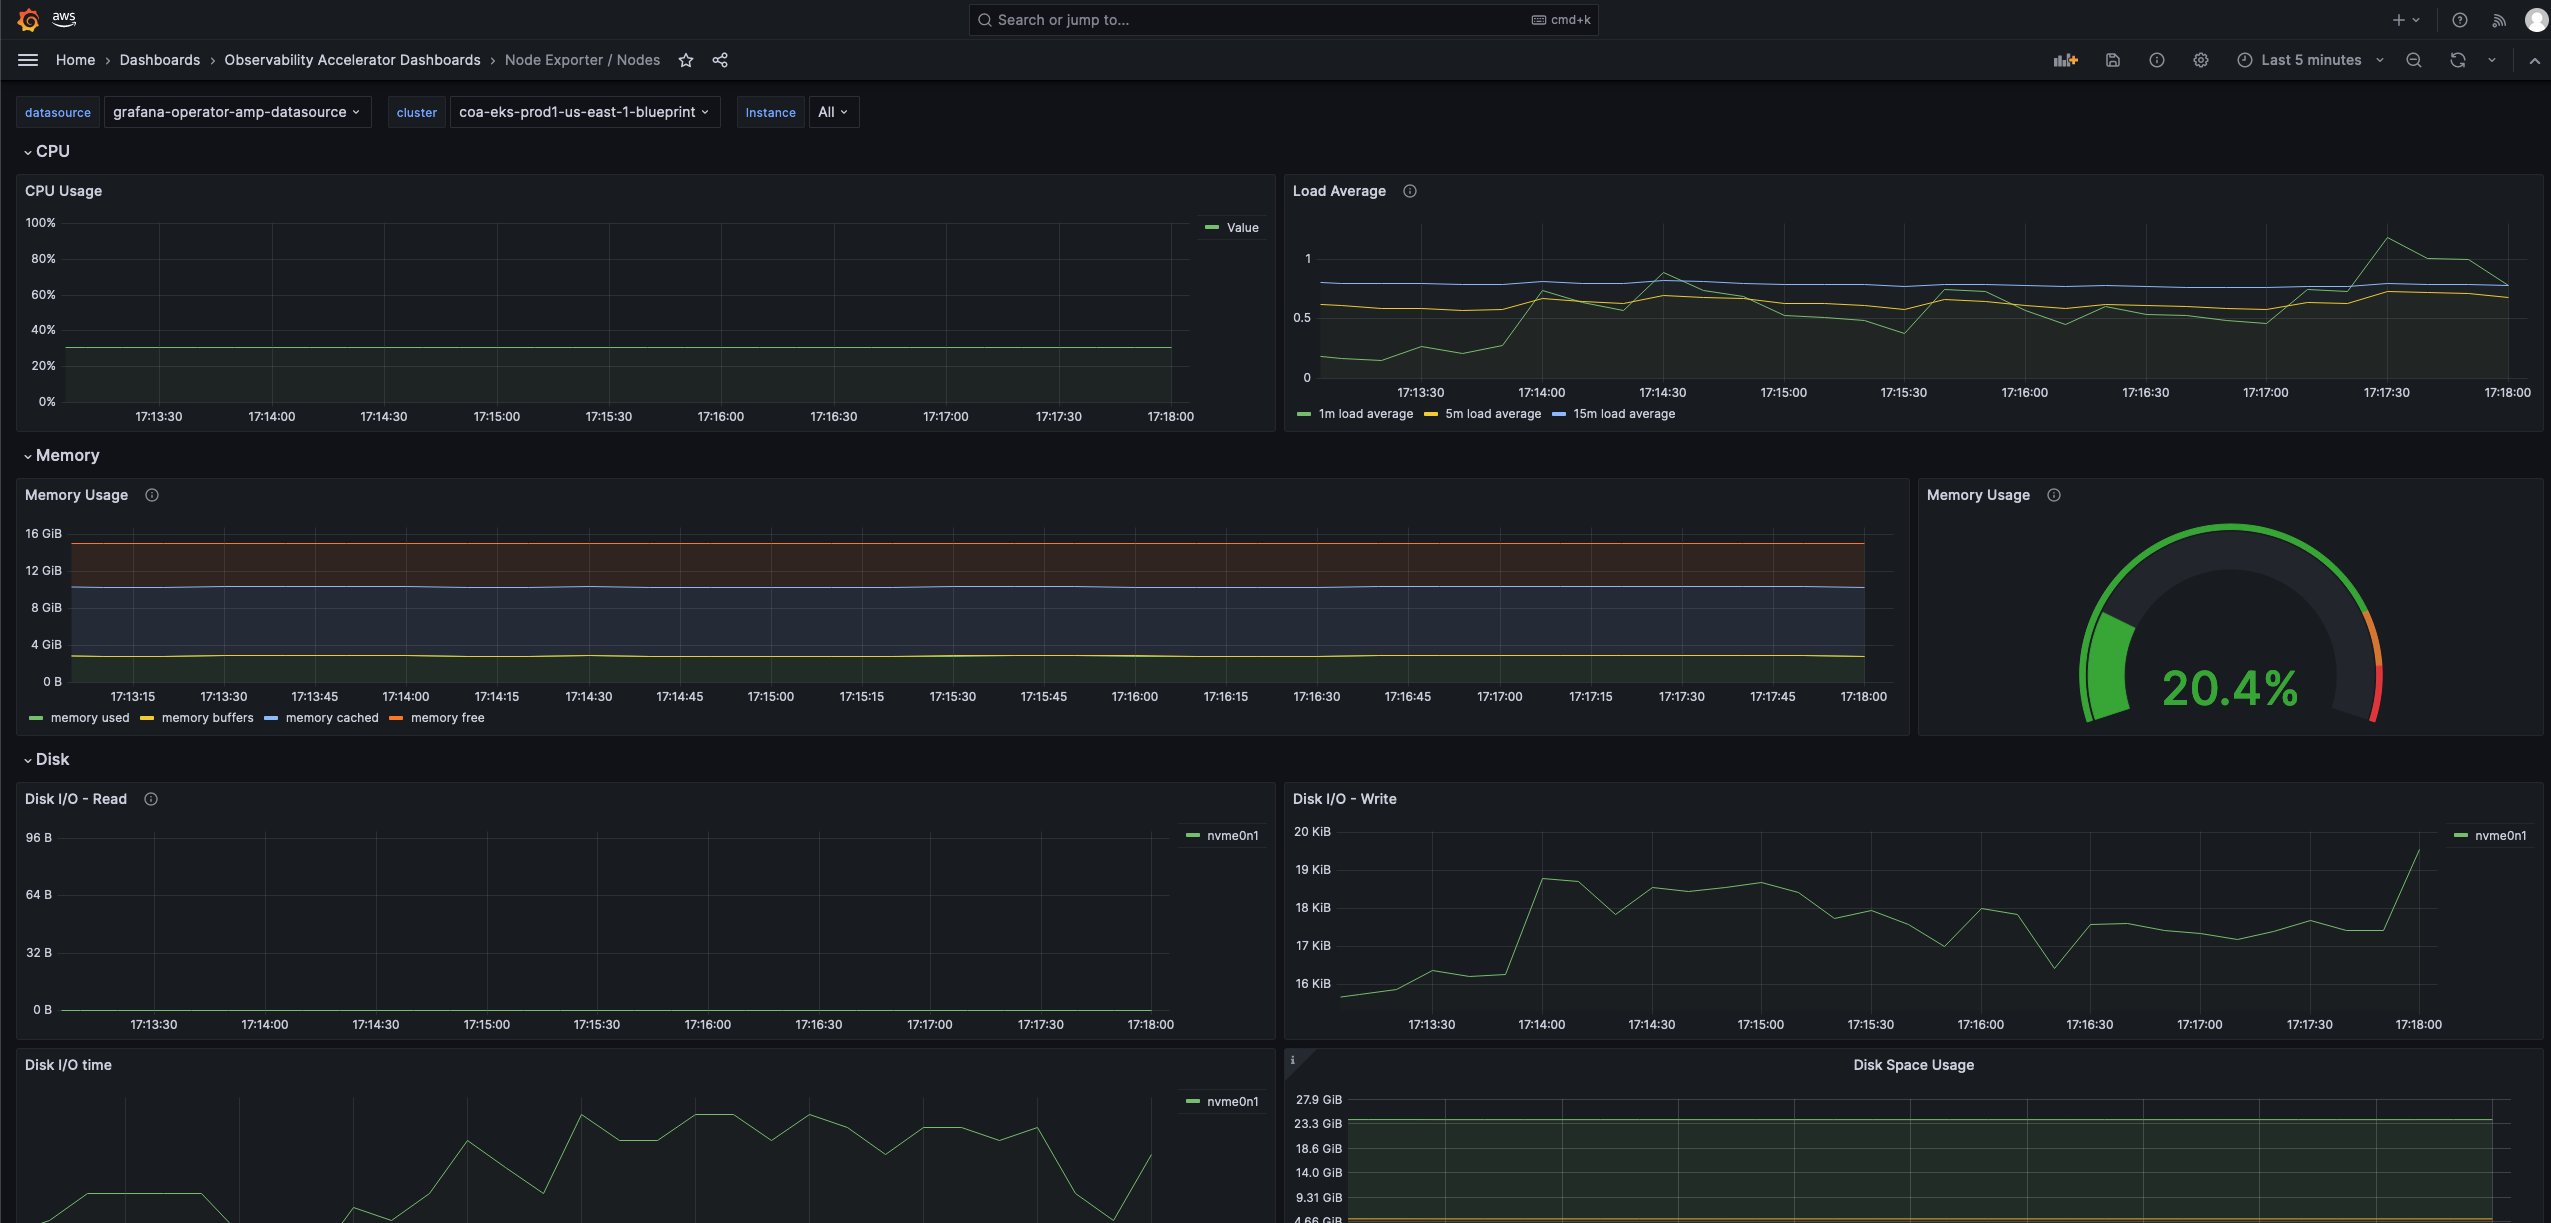 aws
Search or jump to...
cmd+k
Home › Dashboards › Observability Accelerator Dashboards › Node Exporter / Nodes
Last 5 minutes
datasource grafana-operator-amp-datasource cluster coa-eks-prod1-us-east-1-blueprint Instance All
CPU
CPU Usage
100%
80%
60%
40%
20%
0%
17:13:30 17:14:00 17:14:30 17:15:00 17:15:30 17:16:00 17:16:30 17:17:00 17:17:30 17:18:00
Value
Load Average
1
0.5
0
17:13:30 17:14:00 17:14:30 17:15:00 17:15:30 17:16:00 17:16:30 17:17:00 17:17:30 17:18:00
1m load average 5m load average 15m load average
Memory
Memory Usage
16 GiB
12 GiB
8 GiB
4 GiB
0 B
17:13:15 17:13:30 17:13:45 17:14:00 17:14:15 17:14:30 17:14:45 17:15:00 17:15:15 17:15:30 17:15:45 17:16:00 17:16:15 17:16:30 17:16:45 17:17:00 17:17:15 17:17:30 17:17:45 17:18:00
memory used memory buffers memory cached memory free
Memory Usage
20.4%
Disk
Disk I/O - Read
96 B
64 B
32 B
0 B
17:13:30 17:14:00 17:14:30 17:15:00 17:15:30 17:16:00 17:16:30 17:17:00 17:17:30 17:18:00
nvme0n1
Disk I/O - Write
20 KiB
19 KiB
18 KiB
17 KiB
16 KiB
17:13:30 17:14:00 17:14:30 17:15:00 17:15:30 17:16:00 17:16:30 17:17:00 17:17:30 17:18:00
nvme0n1
Disk I/O time
nvme0n1
Disk Space Usage
27.9 GiB
23.3 GiB
18.6 GiB
14.0 GiB
9.31 GiB
4.66 GiB